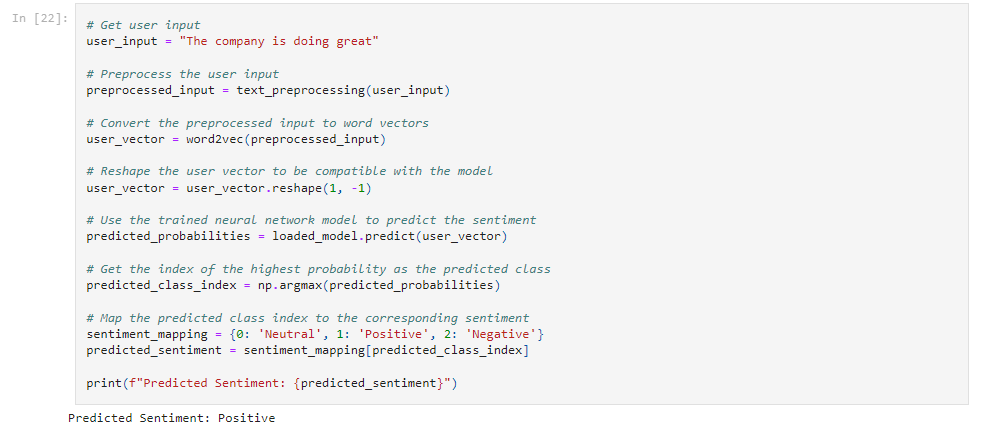 In [22]:
# Get user input
user_input = "The company is doing great"
# Preprocess the user input
preprocessed_input = text_preprocessing(user_input)
# Convert the preprocessed input to word vectors
user_vector = word2vec(preprocessed_input)
# Reshape the user vector to be compatible with the model
user_vector = user_vector.reshape(1, -1)
# Use the trained neural network model to predict the sentiment
predicted_probabilities = loaded_model.predict(user_vector)
# Get the index of the highest probability as the predicted class
predicted_class_index = np.argmax(predicted_probabilities)
# Map the predicted class index to the corresponding sentiment
sentiment_mapping = {0: 'Neutral', 1: 'Positive', 2: 'Negative'}
predicted_sentiment = sentiment_mapping[predicted_class_index]
print(f"Predicted Sentiment: {predicted_sentiment}")
Predicted Sentiment: Positive